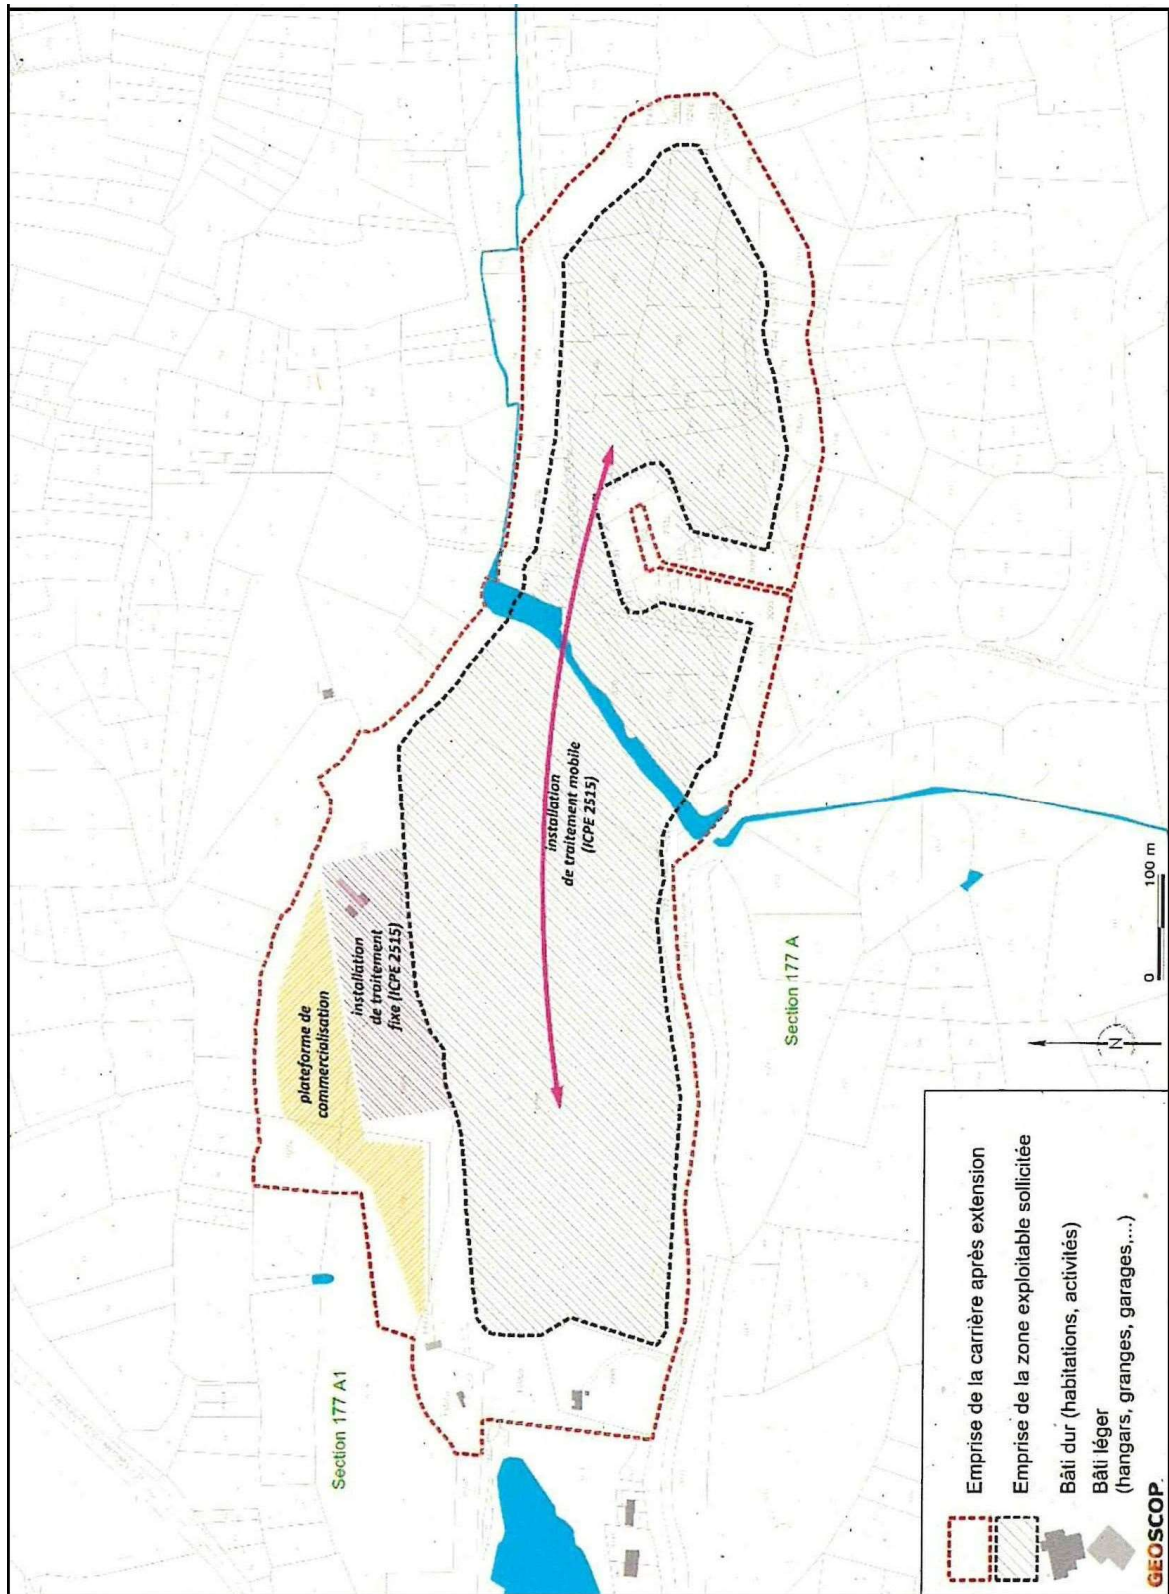 plateforme de
commercialisation
installation
de traitement
fixe (ICPE 2515)
installation
de traitement mobile
(ICPE 2515)
Section 177 A1
Section 177 A
Emprise de la carrière après extension
Emprise de la zone exploitable sollicitée
Bâti dur (habitations, activités)
Bâti léger
(hangars, granges, garages,...)
N
0 100 m
GEOSCOP